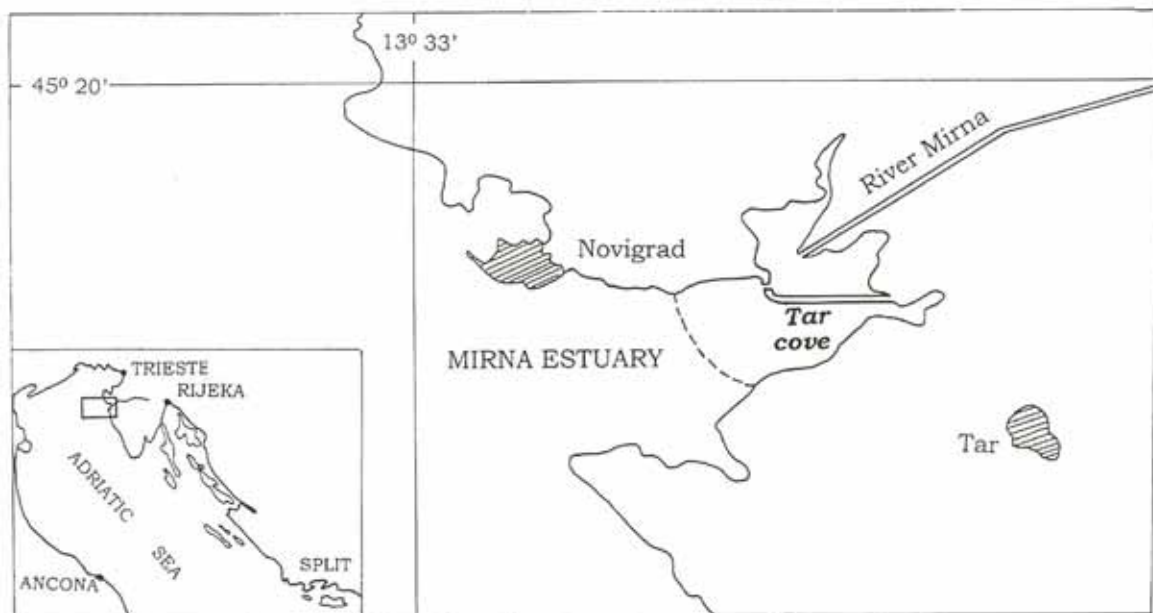 13º 33'
45º 20'
River Mirna
Novigrad
Tar
cove
MIRNA ESTUARY
Tar
TRIESTE
RIJEKA
ADRIATIC
SEA
SPLIT
ANCONA